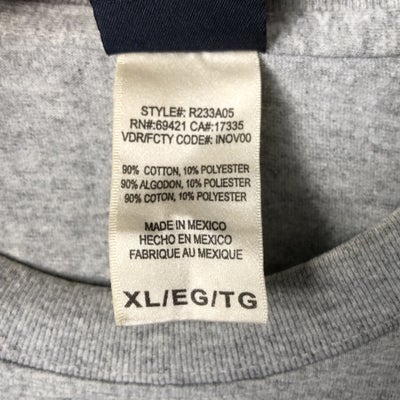 STYLE#: R233A05
RN#:69421 CA#:17335
VDR/FCTY CODE#: INOV00
90% COTTON, 10% POLYESTER
90% ALGODON, 10% POLYESTER
90% COTON, 10% POLYESTER
MADE IN MEXICO
HECHO EN MEXICO
FABRIQUE AU MEXIQUE
XL/EG/TG